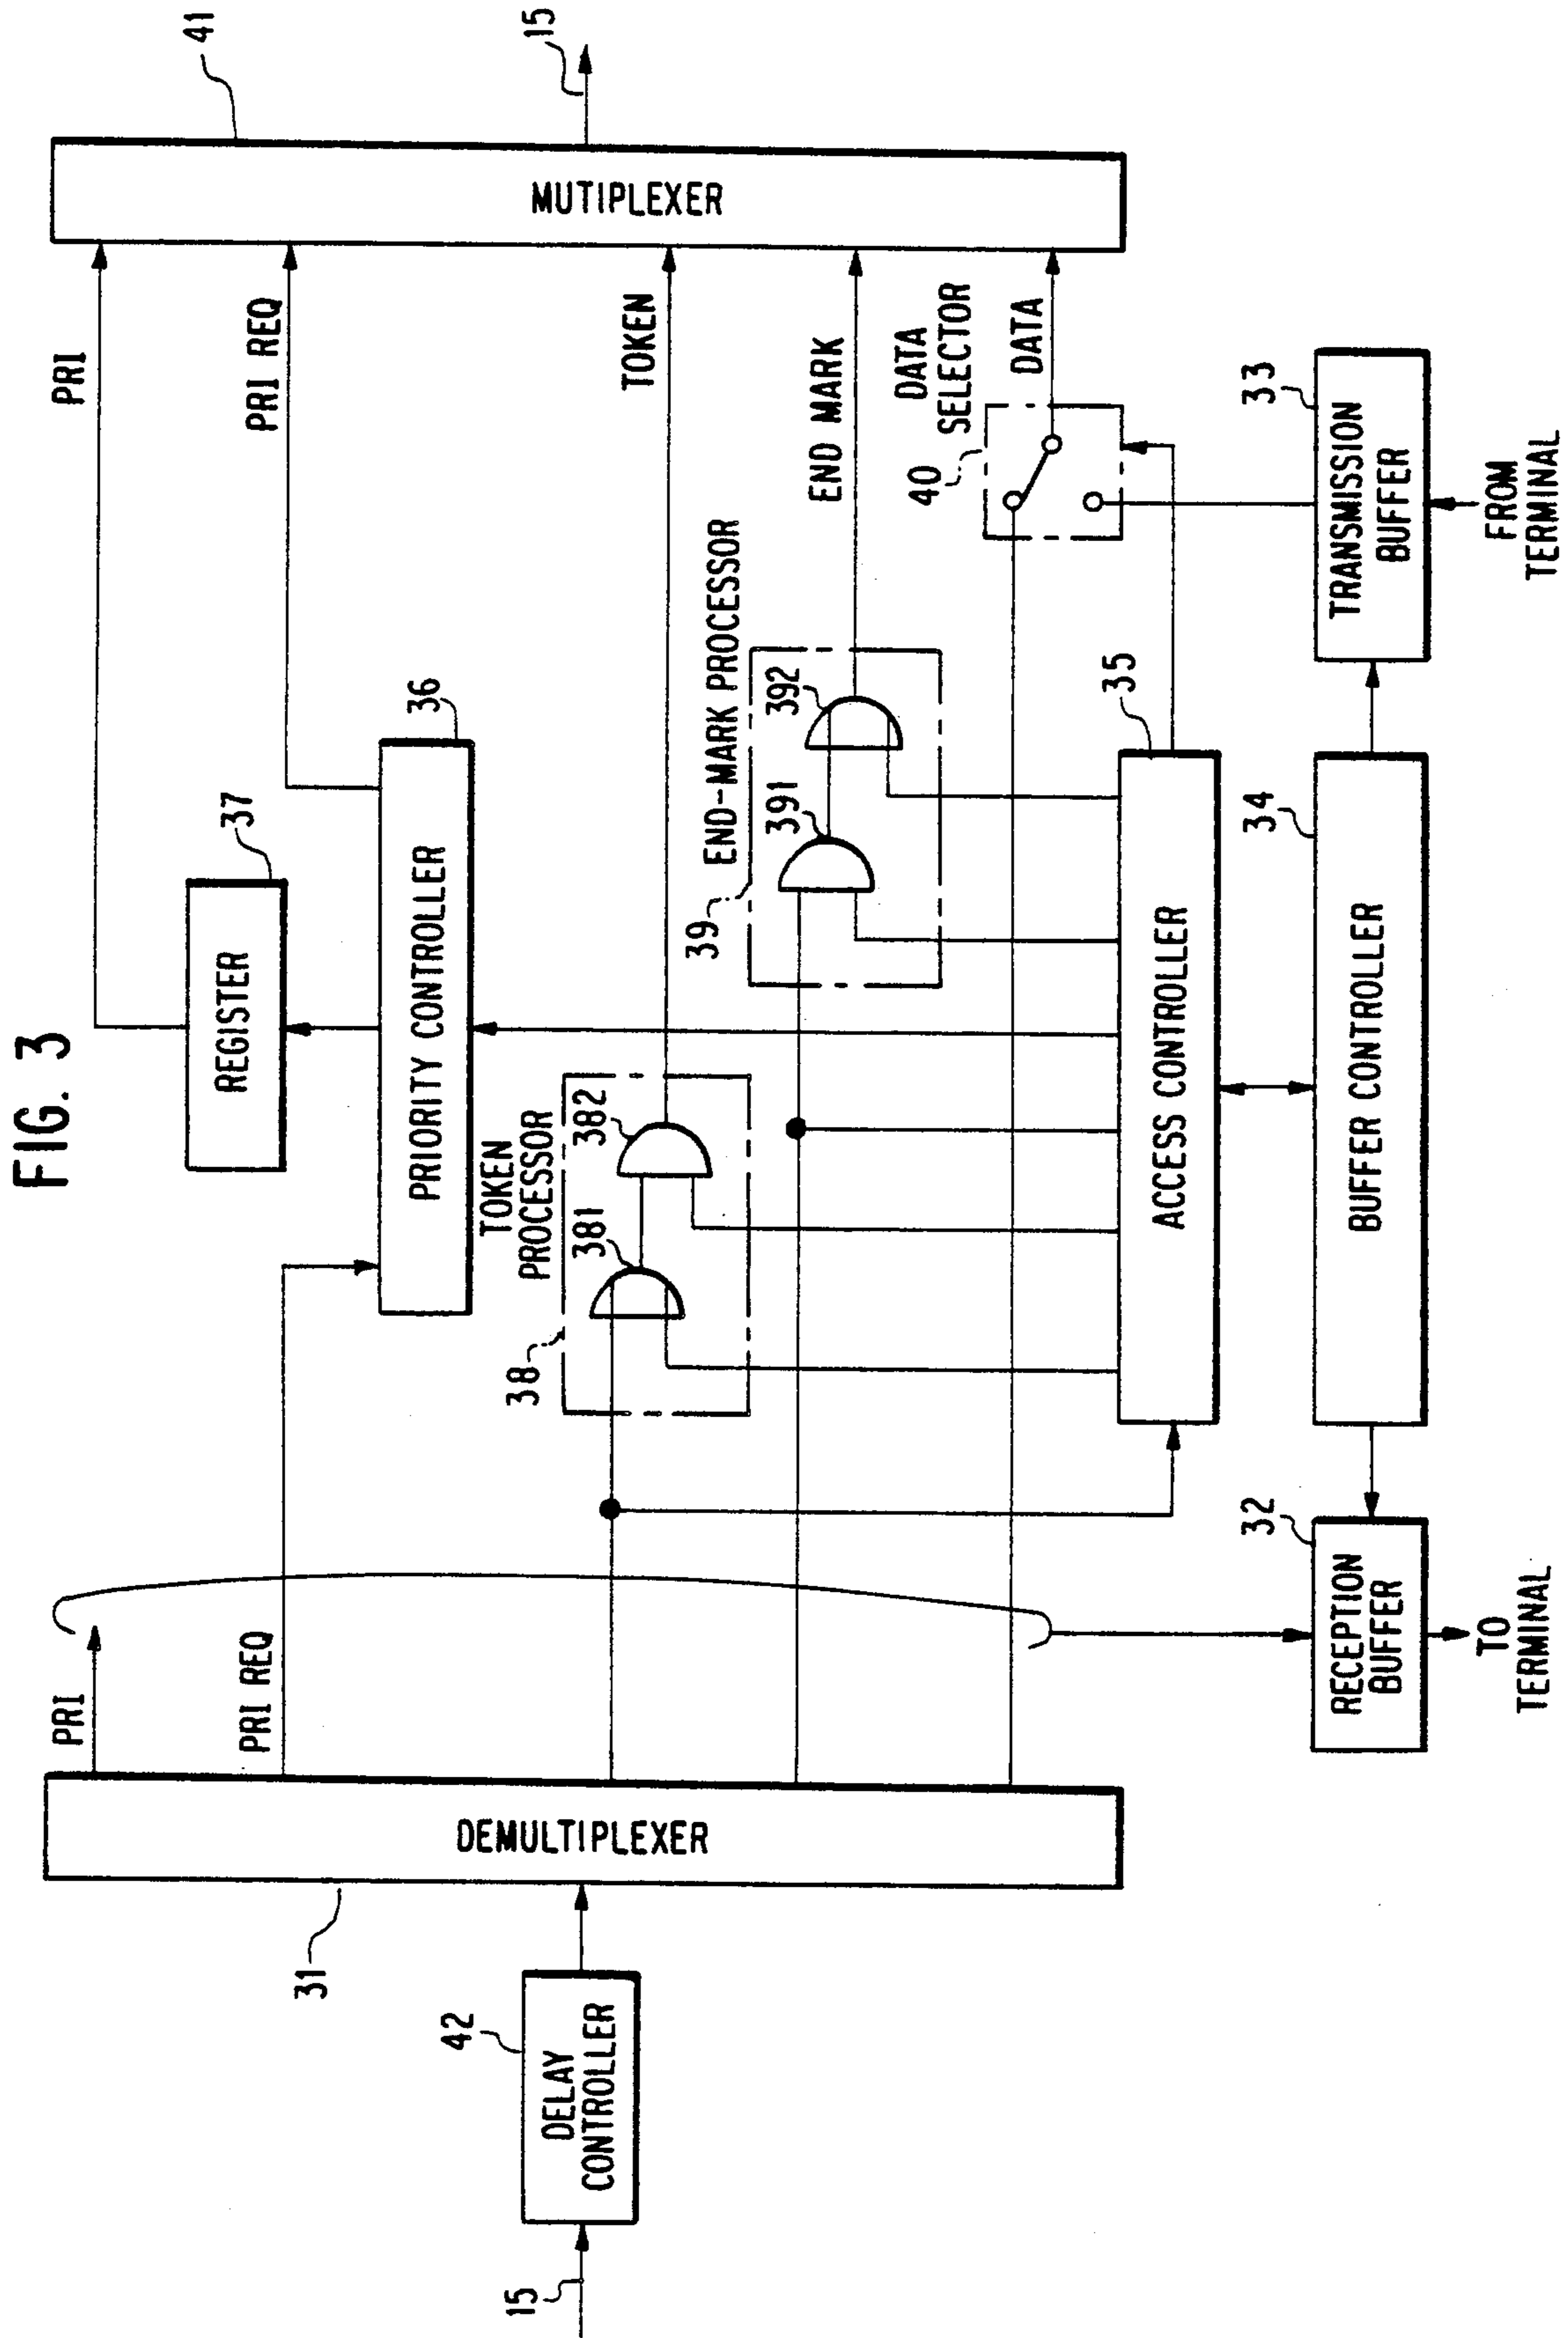 FIG. 3
15
42
DELAY
CONTROLLER
31
DEMULTIPLEXER
PRI
PRI REQ
37
REGISTER
36
PRIORITY CONTROLLER
PRI
PRI REQ
41
MUTIPLEXER
15
38
TOKEN
PROCESSOR
381
382
TOKEN
39
END-MARK PROCESSOR
391
392
END MARK
40
DATA
SELECTOR
DATA
35
ACCESS CONTROLLER
32
RECEPTION
BUFFER
TO
TERMINAL
34
BUFFER CONTROLLER
33
TRANSMISSION
BUFFER
FROM
TERMINAL